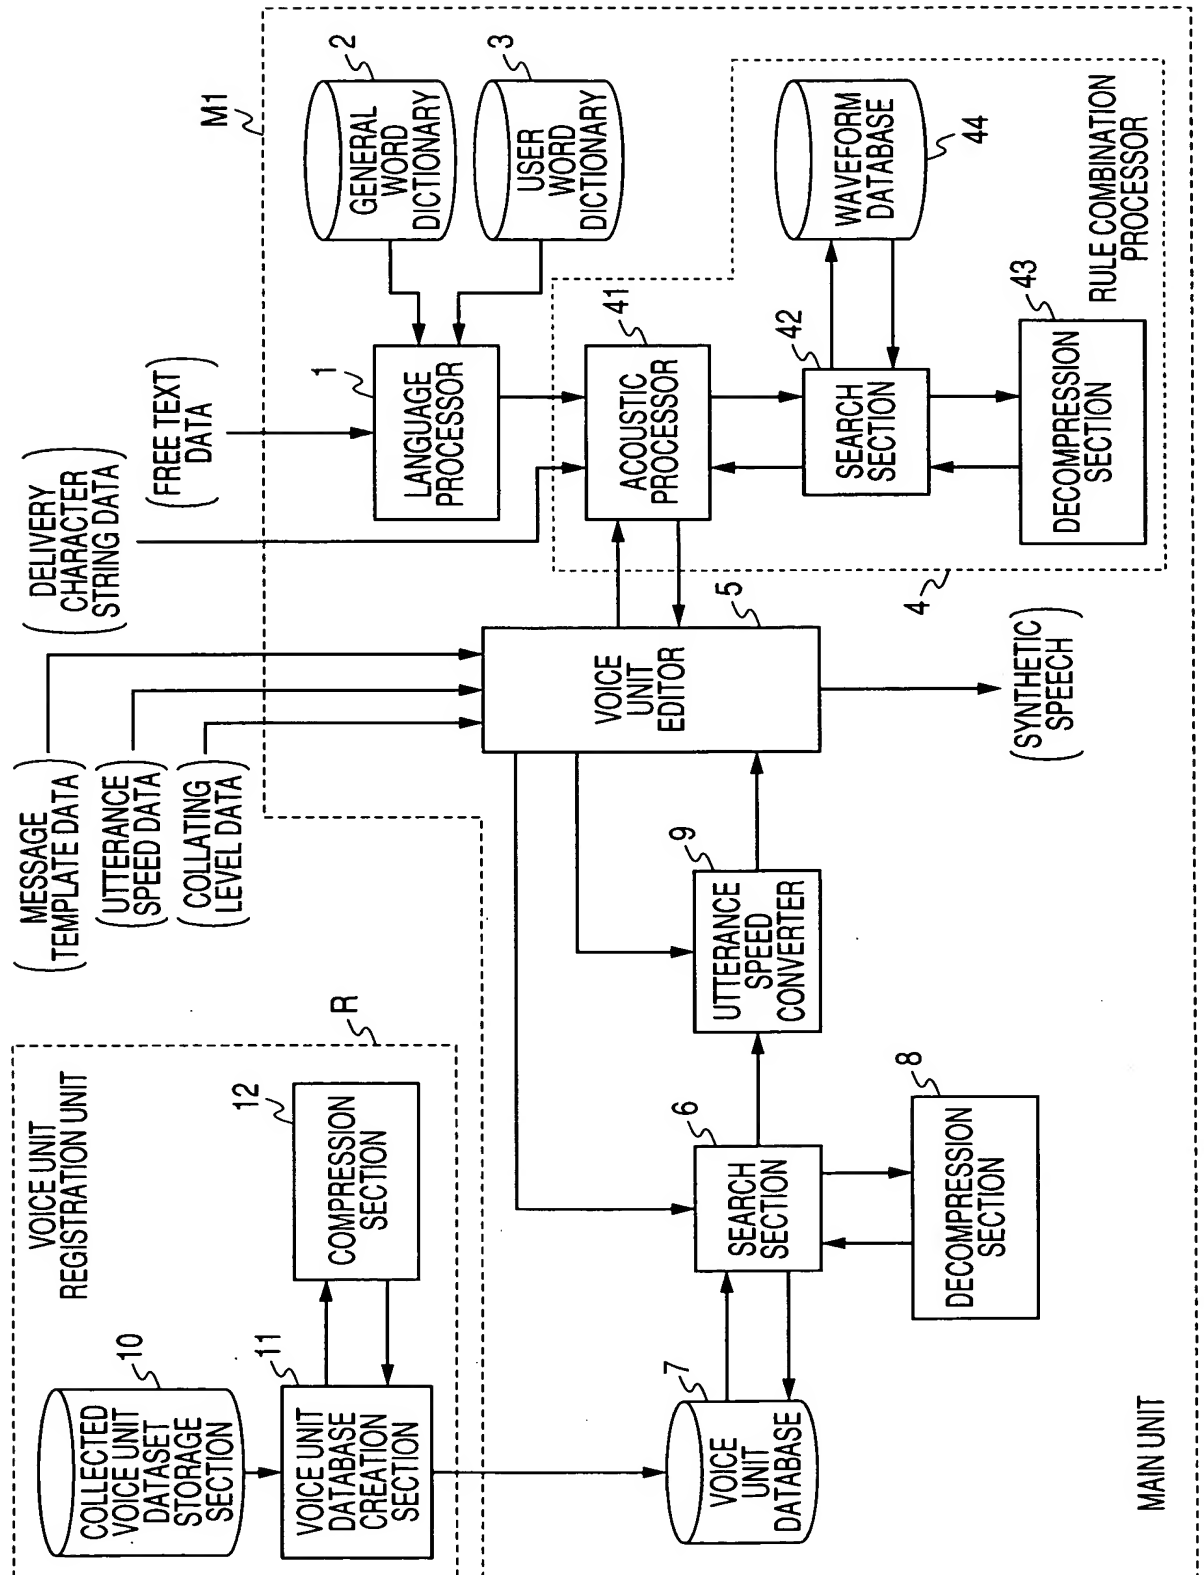 VOICE UNIT
REGISTRATION UNIT
R
COLLECTED
VOICE UNIT
DATASET
STORAGE
SECTION
10
VOICE UNIT
DATABASE
CREATION
SECTION
11
COMPRESSION
SECTION
12
MESSAGE
TEMPLATE DATA
UTTERANCE
SPEED DATA
COLLATING
LEVEL DATA
DELIVERY
CHARACTER
STRING DATA
FREE TEXT
DATA
M1
GENERAL
WORD
DICTIONARY
2
USER
WORD
DICTIONARY
3
LANGUAGE
PROCESSOR
1
ACOUSTIC
PROCESSOR
41
SEARCH
SECTION
42
WAVEFORM
DATABASE
44
DECOMPRESSION
SECTION
43
RULE COMBINATION
PROCESSOR
4
VOICE
UNIT
EDITOR
5
(SYNTHETIC
SPEECH)
UTTERANCE
SPEED
CONVERTER
9
SEARCH
SECTION
6
DECOMPRESSION
SECTION
8
VOICE
UNIT
DATABASE
7
MAIN UNIT